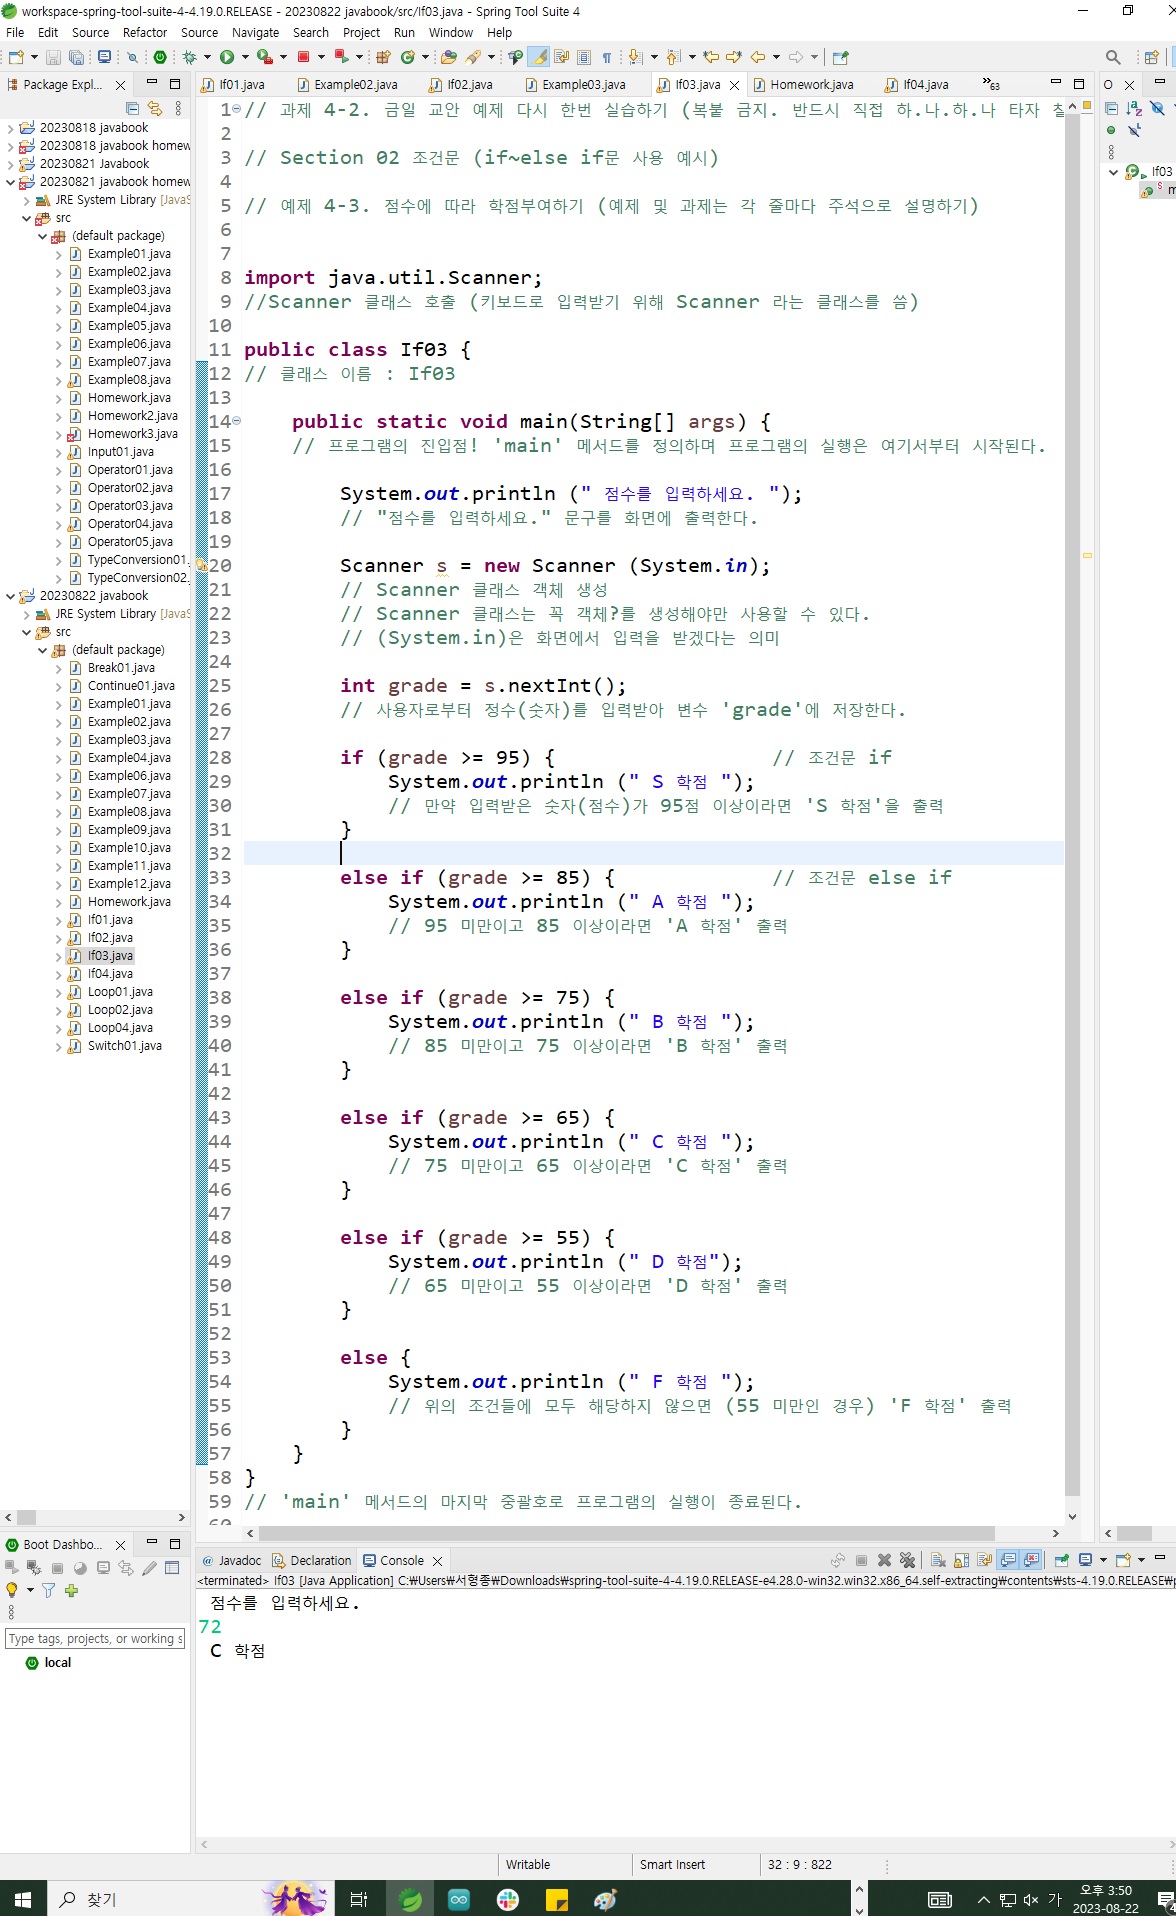 workspace-spring-tool-suite-4-4.19.0.RELEASE - 20230822 javabook/src/If03.java - Spring Tool Suite 4
File Edit Source Refactor Source Navigate Search Project Run Window Help
Package Expl...
If01.java Example02.java If02.java Example03.java If03.java Homework.java If04.java »63
20230818 javabook
20230818 javabook homew
20230821 Javabook
20230821 javabook homew
JRE System Library [JavaS
src
(default package)
Example01.java
Example02.java
Example03.java
Example04.java
Example05.java
Example06.java
Example07.java
Example08.java
Homework.java
Homework2.java
Homework3.java
Input01.java
Operator01.java
Operator02.java
Operator03.java
Operator04.java
Operator05.java
TypeConversion01.
TypeConversion02.
20230822 javabook
JRE System Library [JavaS
src
(default package)
Break01.java
Continue01.java
Example01.java
Example02.java
Example03.java
Example04.java
Example06.java
Example07.java
Example08.java
Example09.java
Example10.java
Example11.java
Example12.java
Homework.java
If01.java
If02.java
If03.java
If04.java
Loop01.java
Loop02.java
Loop04.java
Switch01.java
1 // 과제 4-2. 금일 교안 예제 다시 한번 실습하기 (복붙 금지. 반드시 직접 하.나.하.나 타자
2
3 // Section 02 조건문 (if~else if문 사용 예시)
4
5 // 예제 4-3. 점수에 따라 학점부여하기 (예제 및 과제는 각 줄마다 주석으로 설명하기)
6
7
8 import java.util.Scanner;
9 //Scanner 클래스 호출 (키보드로 입력받기 위해 Scanner 라는 클래스를 씀)
10
11 public class If03 {
12 // 클래스 이름 : If03
13
14 public static void main(String[] args) {
15 // 프로그램의 진입점! 'main' 메서드를 정의하며 프로그램의 실행은 여기서부터 시작된다.
16
17 System.out.println (" 점수를 입력하세요. ");
18 // "점수를 입력하세요." 문구를 화면에 출력한다.
19
20 Scanner s = new Scanner (System.in);
21 // Scanner 클래스 객체 생성
22 // Scanner 클래스는 꼭 객체?를 생성해야만 사용할 수 있다.
23 // (System.in)은 화면에서 입력을 받겠다는 의미
24
25 int grade = s.nextInt();
26 // 사용자로부터 정수(숫자)를 입력받아 변수 'grade'에 저장한다.
27
28 if (grade >= 95) { // 조건문 if
29 System.out.println (" S 학점 ");
30 // 만약 입력받은 숫자(점수)가 95점 이상이라면 'S 학점'을 출력
31 }
32
33 else if (grade >= 85) { // 조건문 else if
34 System.out.println (" A 학점 ");
35 // 95 미만이고 85 이상이라면 'A 학점' 출력
36 }
37
38 else if (grade >= 75) {
39 System.out.println (" B 학점 ");
40 // 85 미만이고 75 이상이라면 'B 학점' 출력
41 }
42
43 else if (grade >= 65) {
44 System.out.println (" C 학점 ");
45 // 75 미만이고 65 이상이라면 'C 학점' 출력
46 }
47
48 else if (grade >= 55) {
49 System.out.println (" D 학점");
50 // 65 미만이고 55 이상이라면 'D 학점' 출력
51 }
52
53 else {
54 System.out.println (" F 학점 ");
55 // 위의 조건들에 모두 해당하지 않으면 (55 미만인 경우) 'F 학점' 출력
56 }
57 }
58 }
59 // 'main' 메서드의 마지막 중괄호로 프로그램의 실행이 종료된다.
If03
Boot Dashbo...
Type tags, projects, or working s
local
Javadoc Declaration Console
<terminated> If03 [Java Application] C:₩Users₩서형종₩Downloads₩spring-tool-suite-4-4.19.0.RELEASE-e4.28.0-win32.win32.x86_64.self-extracting₩contents₩sts-4.19.0.RELEASE₩p
점수를 입력하세요.
72
C 학점
Writable Smart Insert 32 : 9 : 822
찾기
가
오후 3:50
2023-08-22